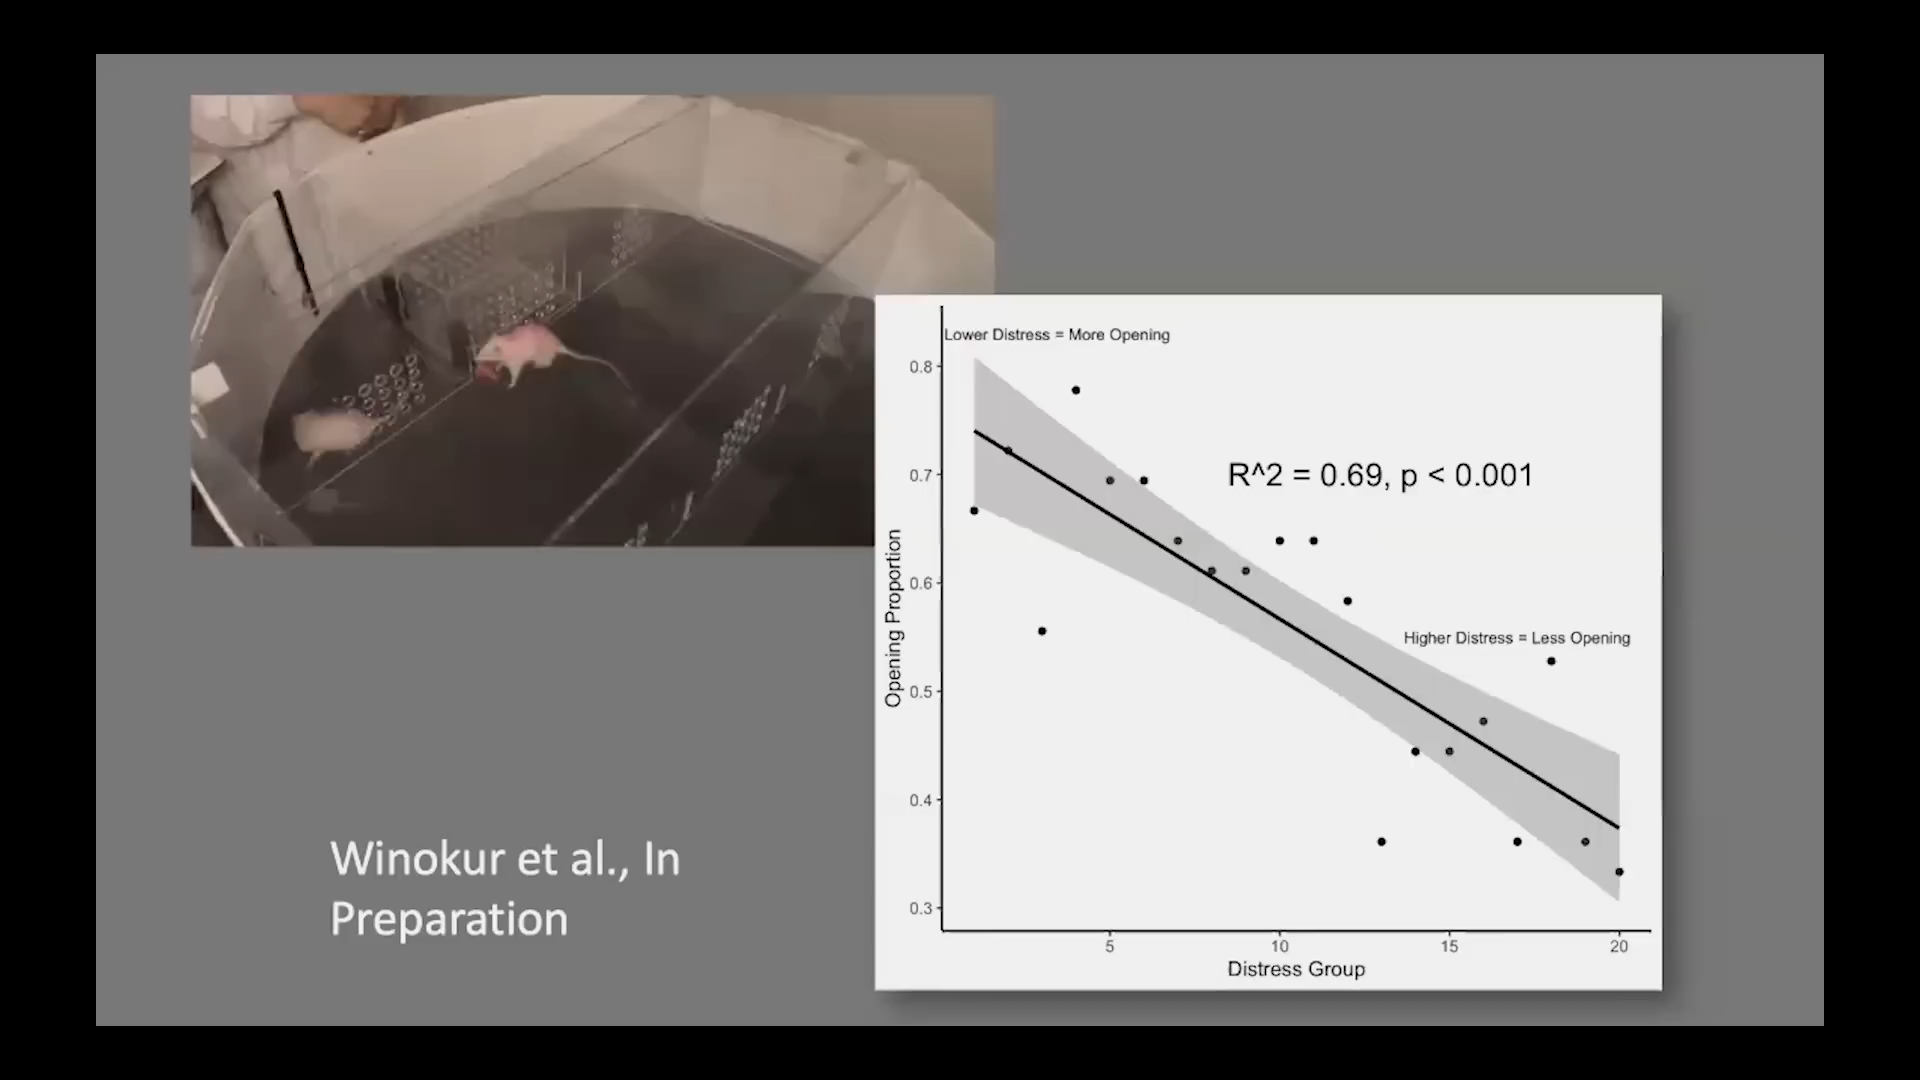 Lower Distress = More Opening
0.8
0.7
R^2 = 0.69, p < 0.001
0.6
Higher Distress = Less Opening
0.5
0.4
0.3
Opening Proportion
5 10 15 20
Distress Group
Winokur et al., In
Preparation